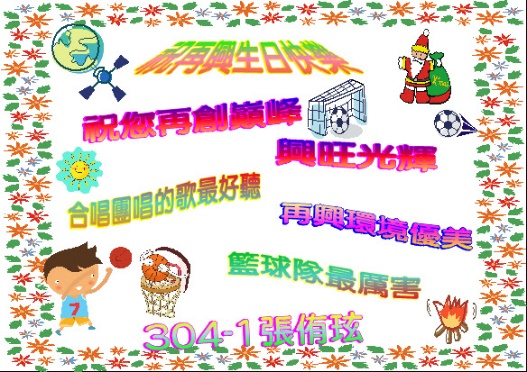 祝再興生日快樂
祝您再創巔峰
興旺光輝
合唱團唱的歌最好聽
再興環境優美
籃球隊最厲害
304-1張侑玹
7